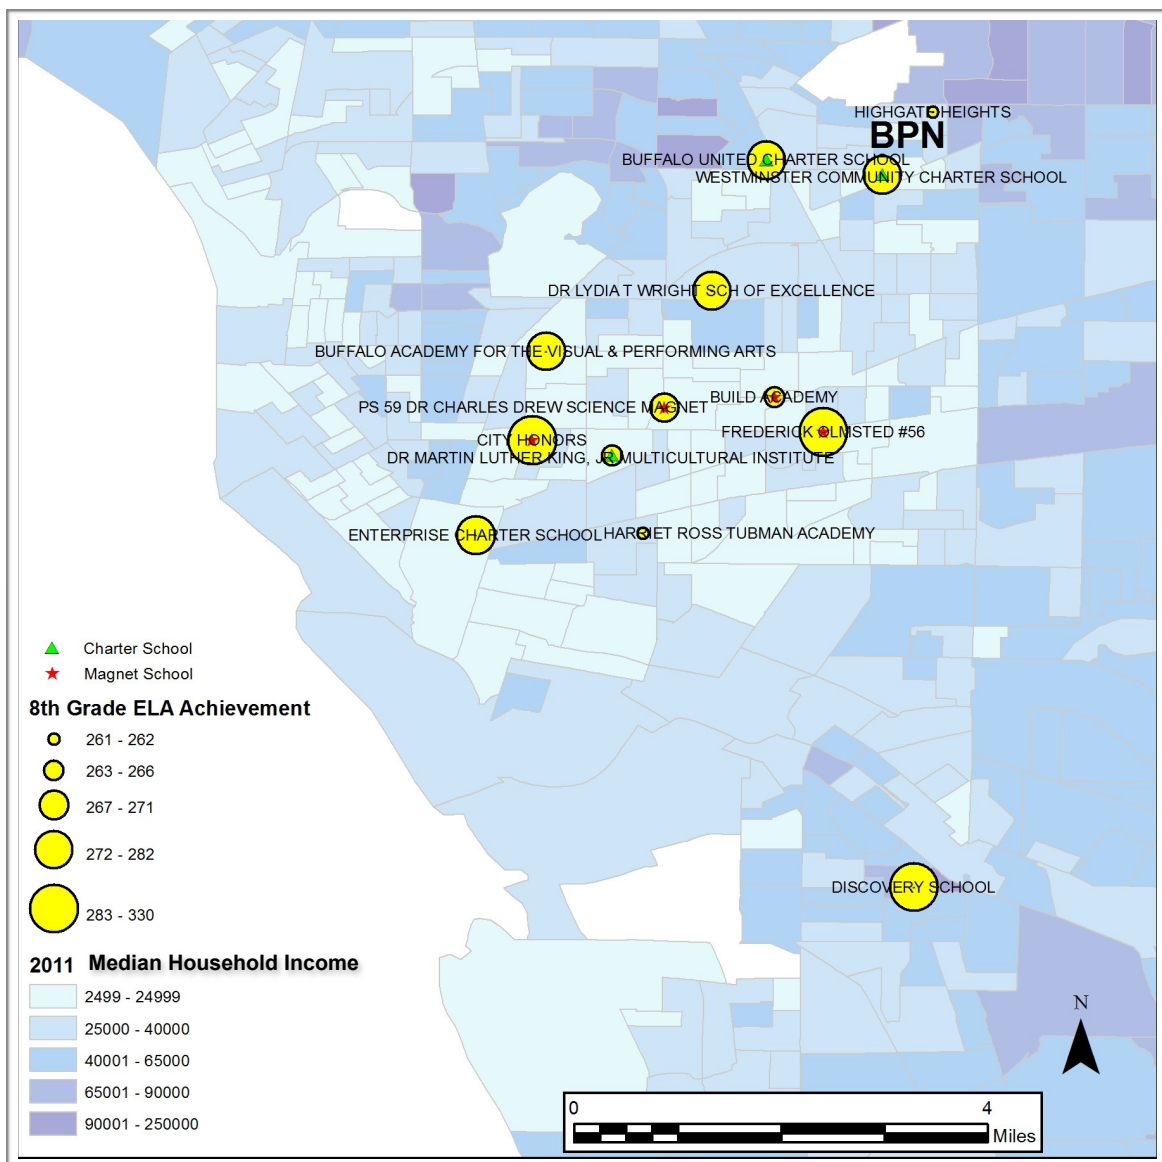 HIGHGATE HEIGHTS
BPN
BUFFALO UNITED CHARTER SCHOOL
WESTMINSTER COMMUNITY CHARTER SCHOOL
DR LYDIA T WRIGHT SCH OF EXCELLENCE
BUFFALO ACADEMY FOR THE VISUAL & PERFORMING ARTS
BUILD ACADEMY
PS 59 DR CHARLES DREW SCIENCE MAGNET
FREDERICK OLMSTED #56
CITY HONORS
DR MARTIN LUTHER KING, JR MULTICULTURAL INSTITUTE
ENTERPRISE CHARTER SCHOOL
HARRIET ROSS TUBMAN ACADEMY
DISCOVERY SCHOOL
Charter School
Magnet School
8th Grade ELA Achievement
261 - 262
263 - 266
267 - 271
272 - 282
283 - 330
2011 Median Household Income
2499 - 24999
25000 - 40000
40001 - 65000
65001 - 90000
90001 - 250000
N
0 4
Miles